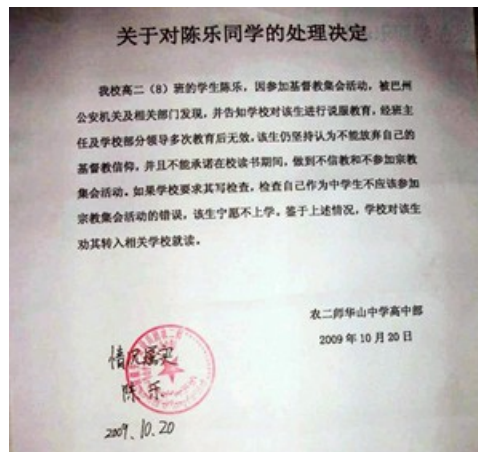 关于对陈乐同学的处理决定
我校高二（8）班的学生陈乐，因参加基督教集会活动，被巴州
公安机关及相关部门发现，并告知学校对该生进行说服教育，经班主
任及学校部分领导多次教育后无效，该生仍坚持认为不能放弃自己的
基督教信仰，并且不能承诺在校读书期间，做到不信教和不参加宗教
集会活动。如果学校要求其写检查，检查自己作为中学生不应该参加
宗教集会活动的错误，该生宁愿不上学。鉴于上述情况，学校对该生
劝其转入相关学校就读。
农二师华山中学高中部
2009年10月20日
情况属实
陈乐
2009.10.20